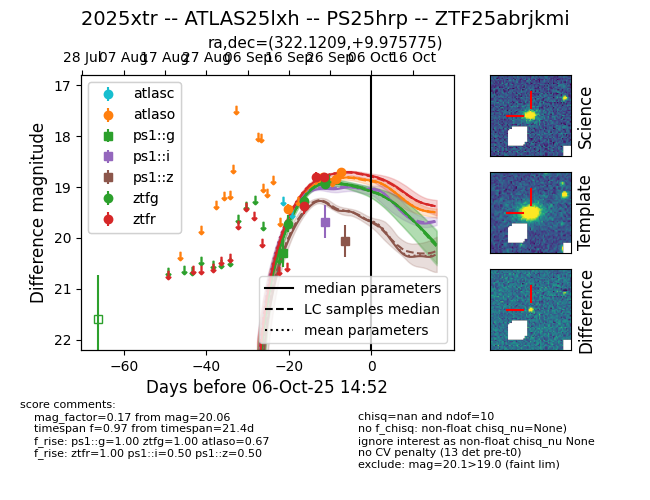 2025xtr -- ATLAS25lxh -- PS25hrp -- ZTF25abrjkmi
ra,dec=(322.1209,+9.975775)
28 Jul 07 Aug 17 Aug 27 Aug 06 Sep 16 Sep 26 Sep 06 Oct 16 Oct
17
18
19
20
21
22
Difference magnitude
atlasc
atlaso
ps1::g
ps1::i
ps1::z
ztfg
ztfr
median parameters
LC samples median
mean parameters
−60 −40 −20 0
Days before 06-Oct-25 14:52
Science
Template
Difference
score comments:
mag_factor=0.17 from mag=20.06
timespan f=0.97 from timespan=21.4d
f_rise: ps1::g=1.00 ztfg=1.00 atlaso=0.67
f_rise: ztfr=1.00 ps1::i=0.50 ps1::z=0.50
chisq=nan and ndof=10
no f_chisq: non-float chisq_nu=None)
ignore interest as non-float chisq_nu None
no CV penalty (13 det pre-t0)
exclude: mag=20.1>19.0 (faint lim)